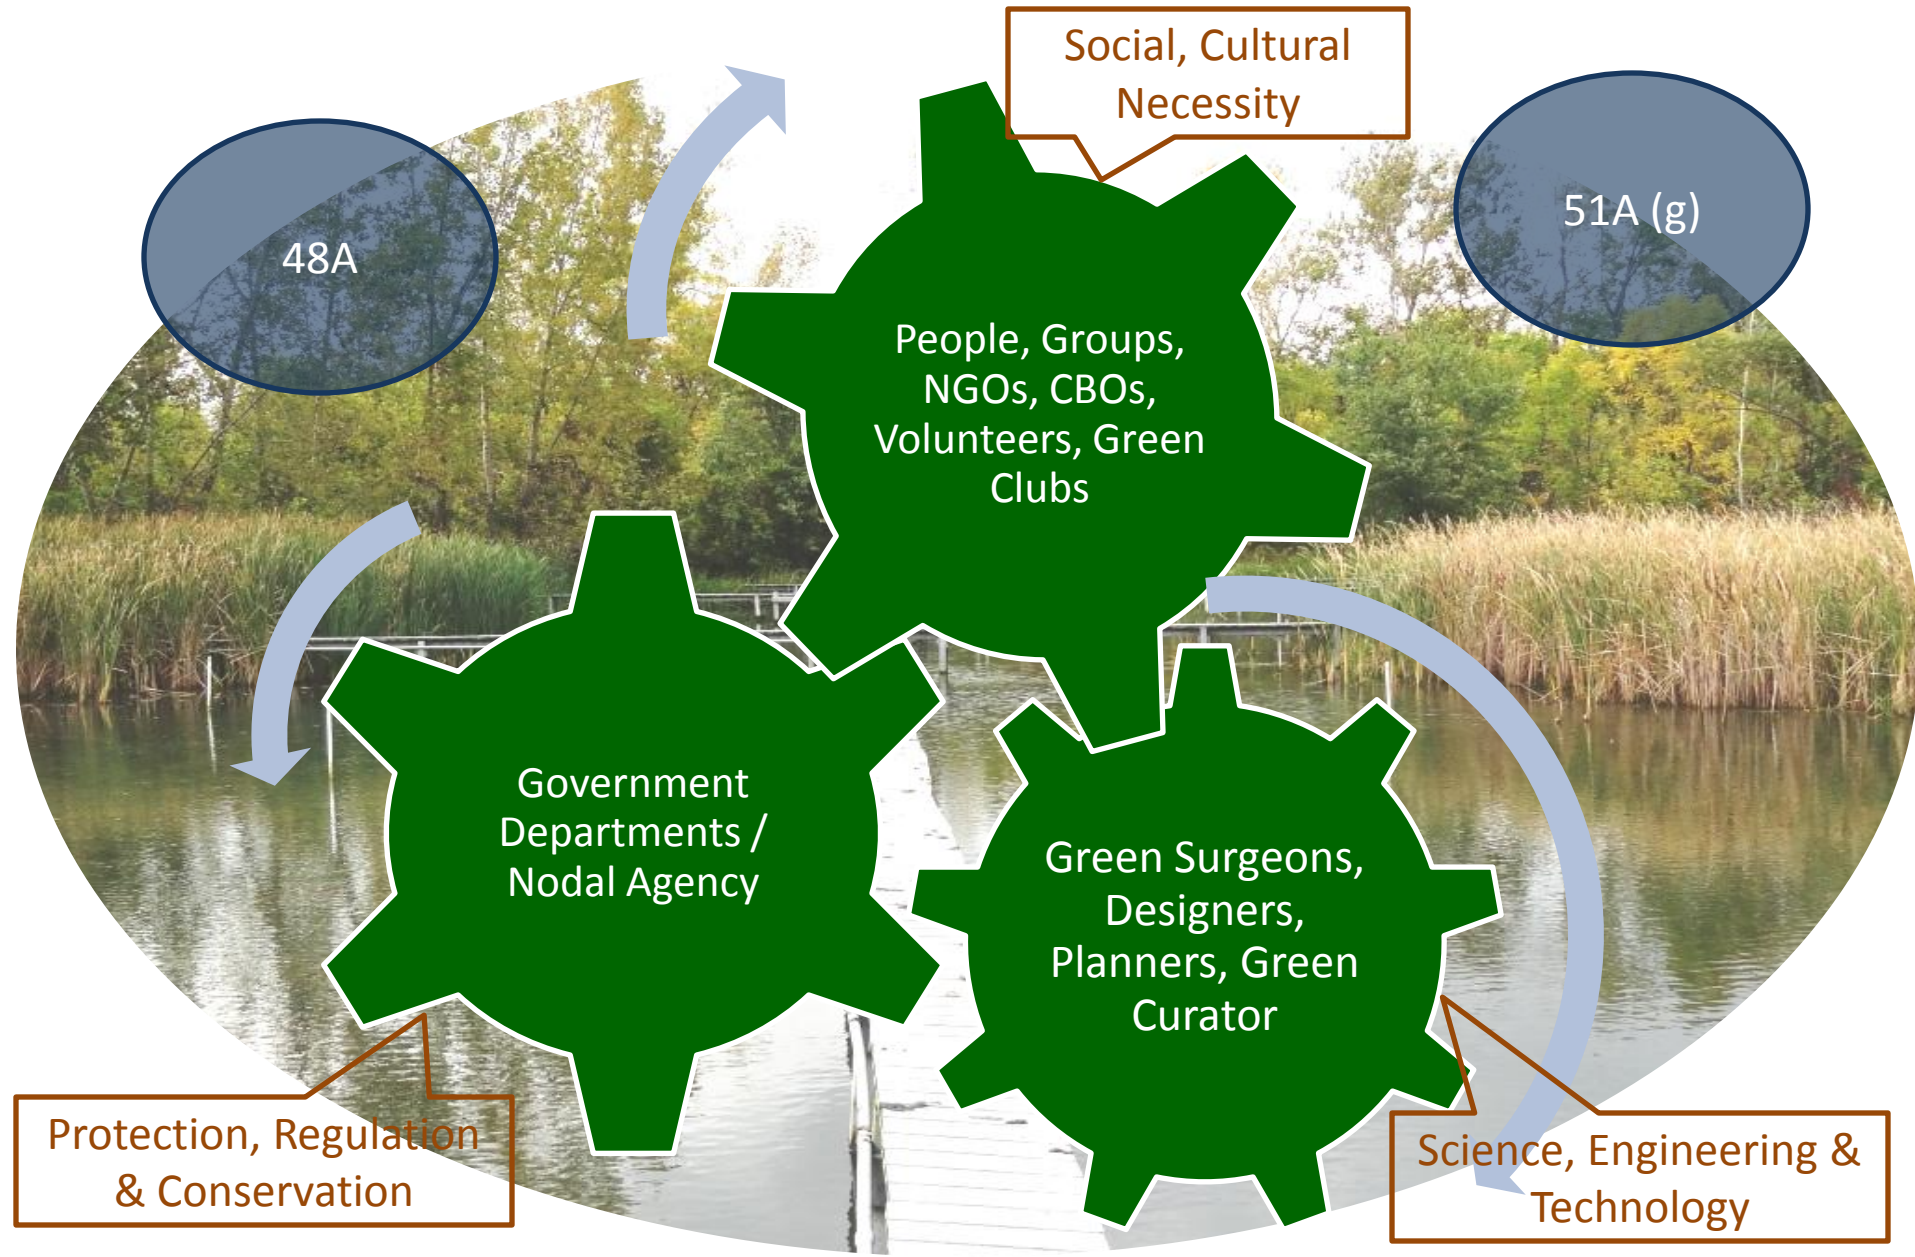 Social, Cultural
Necessity
48A
51A (g)
People, Groups,
NGOs, CBOs,
Volunteers, Green
Clubs
Government
Departments /
Nodal Agency
Green Surgeons,
Designers,
Planners, Green
Curator
Protection, Regulation
& Conservation
Science, Engineering &
Technology